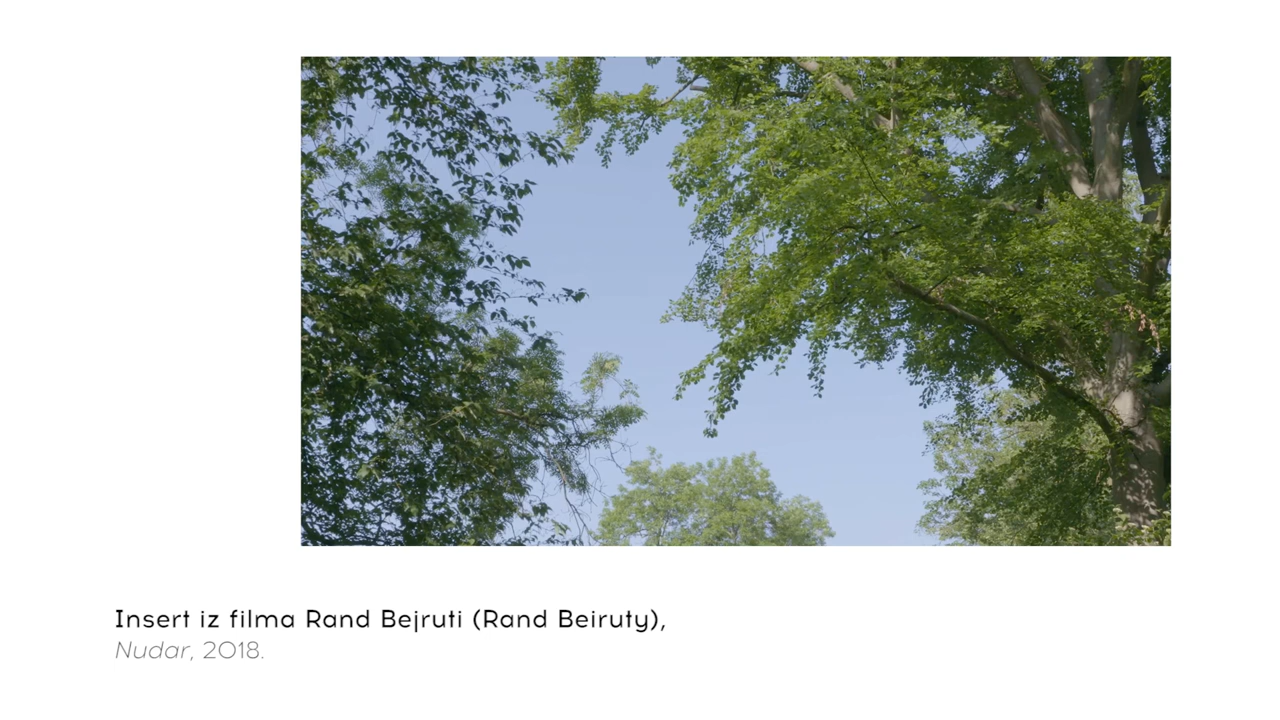 Insert iz filma Rand Bejruti (Rand Beiruty),
Nudar, 2018.